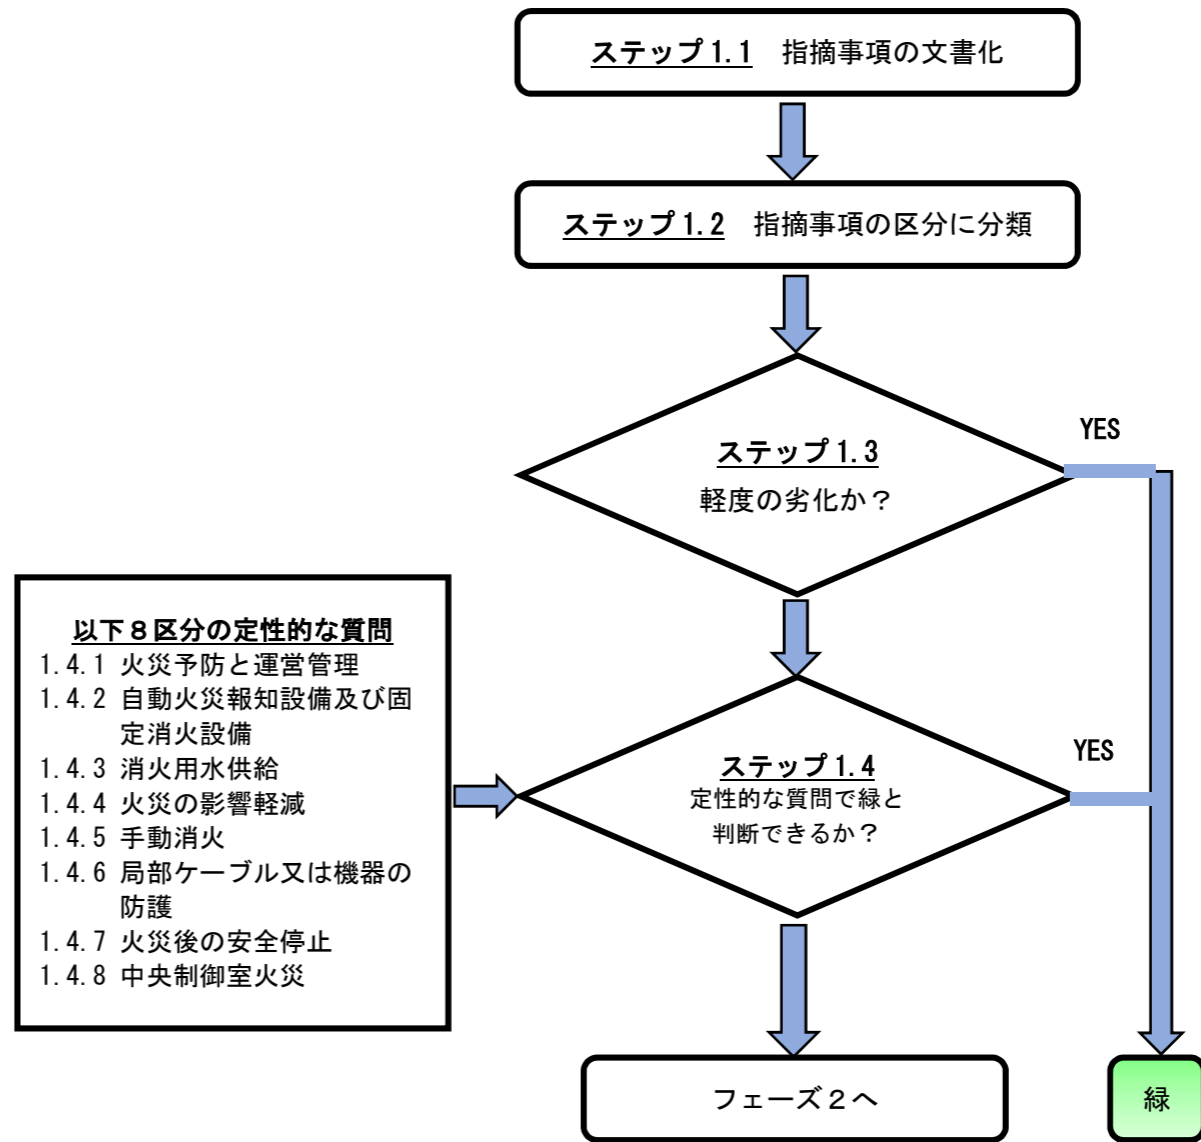 ステップ1.1　指摘事項の文書化
ステップ1.2　指摘事項の区分に分類
ステップ1.3
軽度の劣化か？
YES
以下８区分の定性的な質問
1.4.1 火災予防と運営管理
1.4.2 自動火災報知設備及び固
定消火設備
1.4.3 消火用水供給
1.4.4 火災の影響軽減
1.4.5 手動消火
1.4.6 局部ケーブル又は機器の
防護
1.4.7 火災後の安全停止
1.4.8 中央制御室火災
ステップ1.4
定性的な質問で緑と
判断できるか？
YES
フェーズ２へ
緑